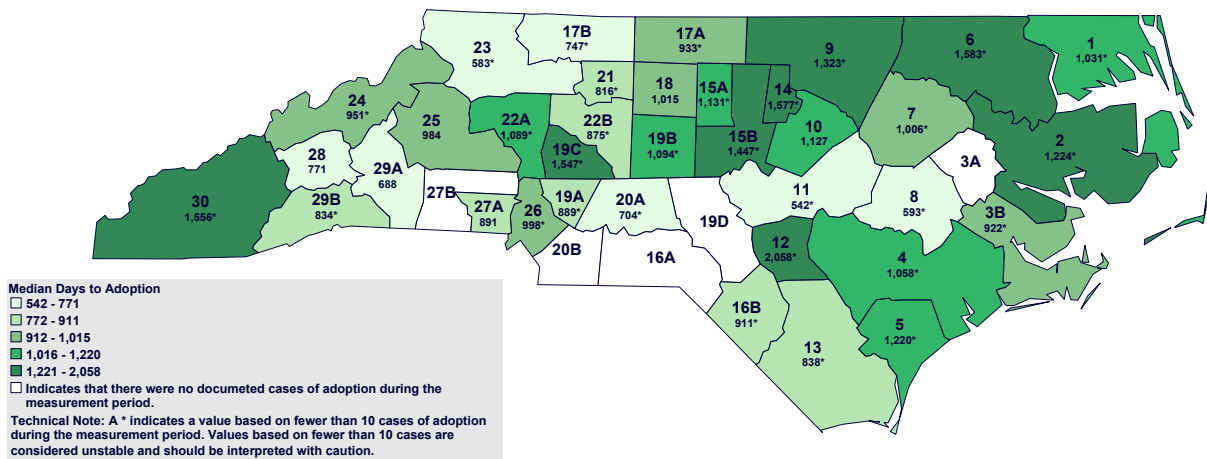 23
583*
17B
747*
17A
933*
9
1,323*
6
1,583*
1
1,031*
24
951*
25
984
22A
1,089*
21
816*
22B
875*
18
1,015
15A
1,131*
14
1,577*
10
1,127
7
1,006*
2
1,224*
28
771
29A
688
19C
1,547*
19B
1,094*
15B
1,447*
3A
30
1,556*
29B
834*
27B
27A
891
26
998*
19A
889*
20A
704*
19D
11
542*
8
593*
3B
922*
20B
16A
12
2,058*
4
1,058*
16B
911*
13
838*
5
1,220*
Median Days to Adoption
542 - 771
772 - 911
912 - 1,015
1,016 - 1,220
1,221 - 2,058
Indicates that there were no documeted cases of adoption during the
measurement period.
Technical Note: A * indicates a value based on fewer than 10 cases of adoption
during the measurement period. Values based on fewer than 10 cases are
considered unstable and should be interpreted with caution.